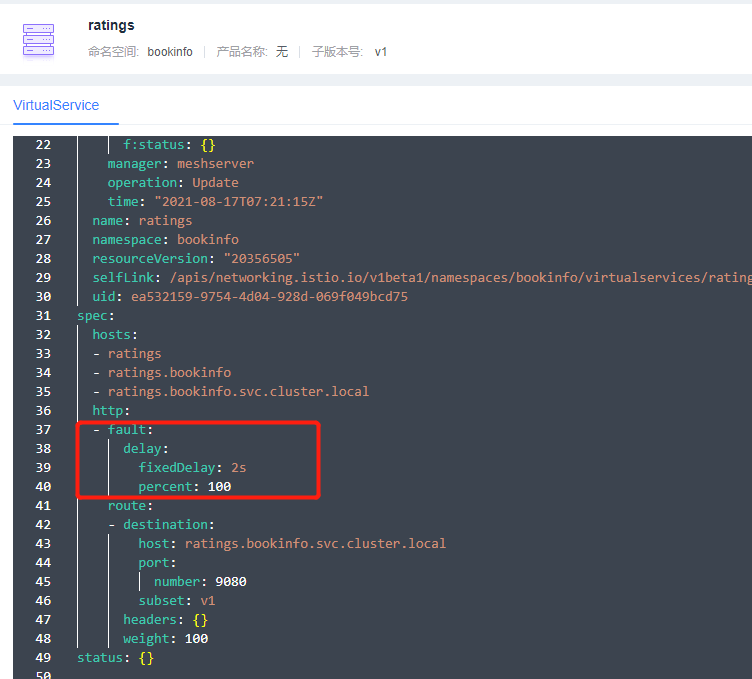 ratings
命名空间: bookinfo 产品名称: 无 子版本号: v1
VirtualService
22 f:status: {}
23 manager: meshserver
24 operation: Update
25 time: "2021-08-17T07:21:15Z"
26 name: ratings
27 namespace: bookinfo
28 resourceVersion: "20356505"
29 selfLink: /apis/networking.istio.io/v1beta1/namespaces/bookinfo/virtualservices/rating
30 uid: ea532159-9754-4d04-928d-069f049bcd75
31 spec:
32 hosts:
33 - ratings
34 - ratings.bookinfo
35 - ratings.bookinfo.svc.cluster.local
36 http:
37 - fault:
38 delay:
39 fixedDelay: 2s
40 percent: 100
41 route:
42 - destination:
43 host: ratings.bookinfo.svc.cluster.local
44 port:
45 number: 9080
46 subset: v1
47 headers: {}
48 weight: 100
49 status: {}
50